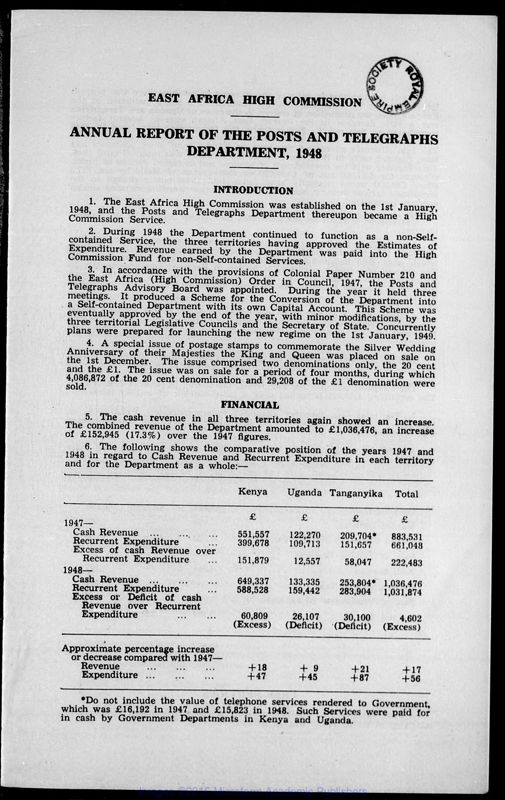 SOCIETY ROYAL EMPIRE
EAST AFRICA HIGH COMMISSION
ANNUAL REPORT OF THE POSTS AND TELEGRAPHS
DEPARTMENT, 1948
INTRODUCTION
1. The East Africa High Commission was established on the 1st January,
1948, and the Posts and Telegraphs Department thereupon became a High
Commission Service.
2. During 1948 the Department continued to function as a non-Self-
contained Service, the three territories having approved the Estimates of
Expenditure. Revenue earned by the Department was paid into the High
Commission Fund for non-Self-contained Services.
3. In accordance with the provisions of Colonial Paper Number 210 and
the East Africa (High Commission) Order in Council, 1947, the Posts and
Telegraphs Advisory Board was appointed. During the year it held three
meetings. It produced a Scheme for the Conversion of the Department into
a Self-contained Department with its own Capital Account. This Scheme was
eventually approved by the end of the year, with minor modifications, by the
three territorial Legislative Councils and the Secretary of State. Concurrently
plans were prepared for launching the new regime on the 1st January, 1949.
4. A special issue of postage stamps to commemorate the Silver Wedding
Anniversary of their Majesties the King and Queen was placed on sale on
the 1st December. The issue comprised two denominations only, the 20 cent
and the £1. The issue was on sale for a period of four months, during which
4,086,872 of the 20 cent denomination and 29,208 of the £1 denomination were
sold.
FINANCIAL
5. The cash revenue in all three territories again showed an increase.
The combined revenue of the Department amounted to £1,036,476, an increase
of £152,945 (17.3%) over the 1947 figures.
6. The following shows the comparative position of the years 1947 and
1948 in regard to Cash Revenue and Recurrent Expenditure in each territory
and for the Department as a whole:—
Kenya Uganda Tanganyika Total
£ £ £ £
1947—
Cash Revenue ... ... ... 551,557 122,270 209,704* 883,531
Recurrent Expenditure ... 399,678 109,713 151,657 661,048
Excess of cash Revenue over
Recurrent Expenditure ... 151,879 12,557 58,047 222,483
1948—
Cash Revenue ... ... ... 649,337 133,335 253,804* 1,036,476
Recurrent Expenditure ... 588,528 159,442 283,904 1,031,874
Excess or Deficit of cash
Revenue over Recurrent
Expenditure ... ... 60,809 26,107 30,100 4,602
(Excess) (Deficit) (Deficit) (Excess)
Approximate percentage increase
or decrease compared with 1947—
Revenue ... ... ... +18 + 9 +21 +17
Expenditure ... ... ... +47 +45 +87 +56
*Do not include the value of telephone services rendered to Government,
which was £16,192 in 1947 and £15,823 in 1948. Such Services were paid for
in cash by Government Departments in Kenya and Uganda.